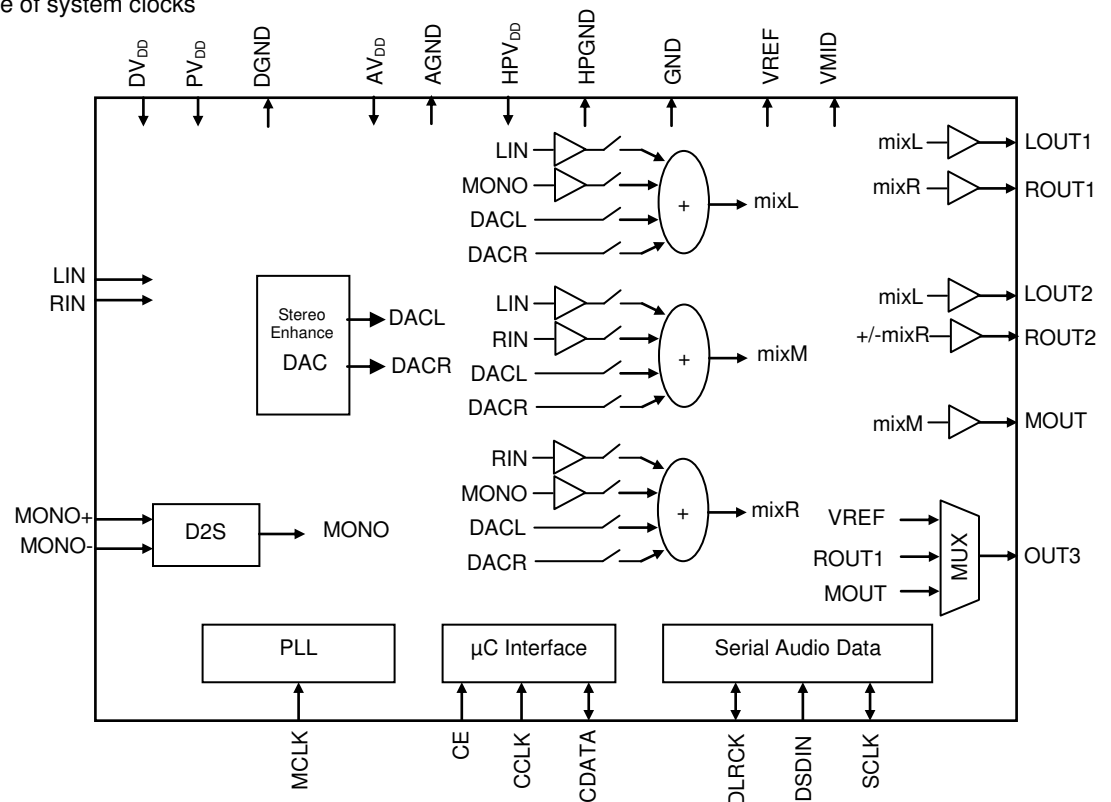 e of system clocks
DVDD
PVDD
DGND
AVDD
AGND
HPVDD
HPGND
GND
VREF
VMID
LIN
MONO
DACL
DACR
+
mixL
mixL
LOUT1
mixR
ROUT1
LIN
RIN
Stereo
Enhance
DAC
DACL
DACR
LIN
RIN
DACL
DACR
+
mixM
mixL
LOUT2
+/-mixR
ROUT2
mixM
MOUT
RIN
MONO
DACL
DACR
+
mixR
MONO+
MONO-
D2S
MONO
VREF
ROUT1
MOUT
MUX
OUT3
PLL
µC Interface
Serial Audio Data
MCLK
CE
CCLK
CDATA
DLRCK
DSDIN
SCLK